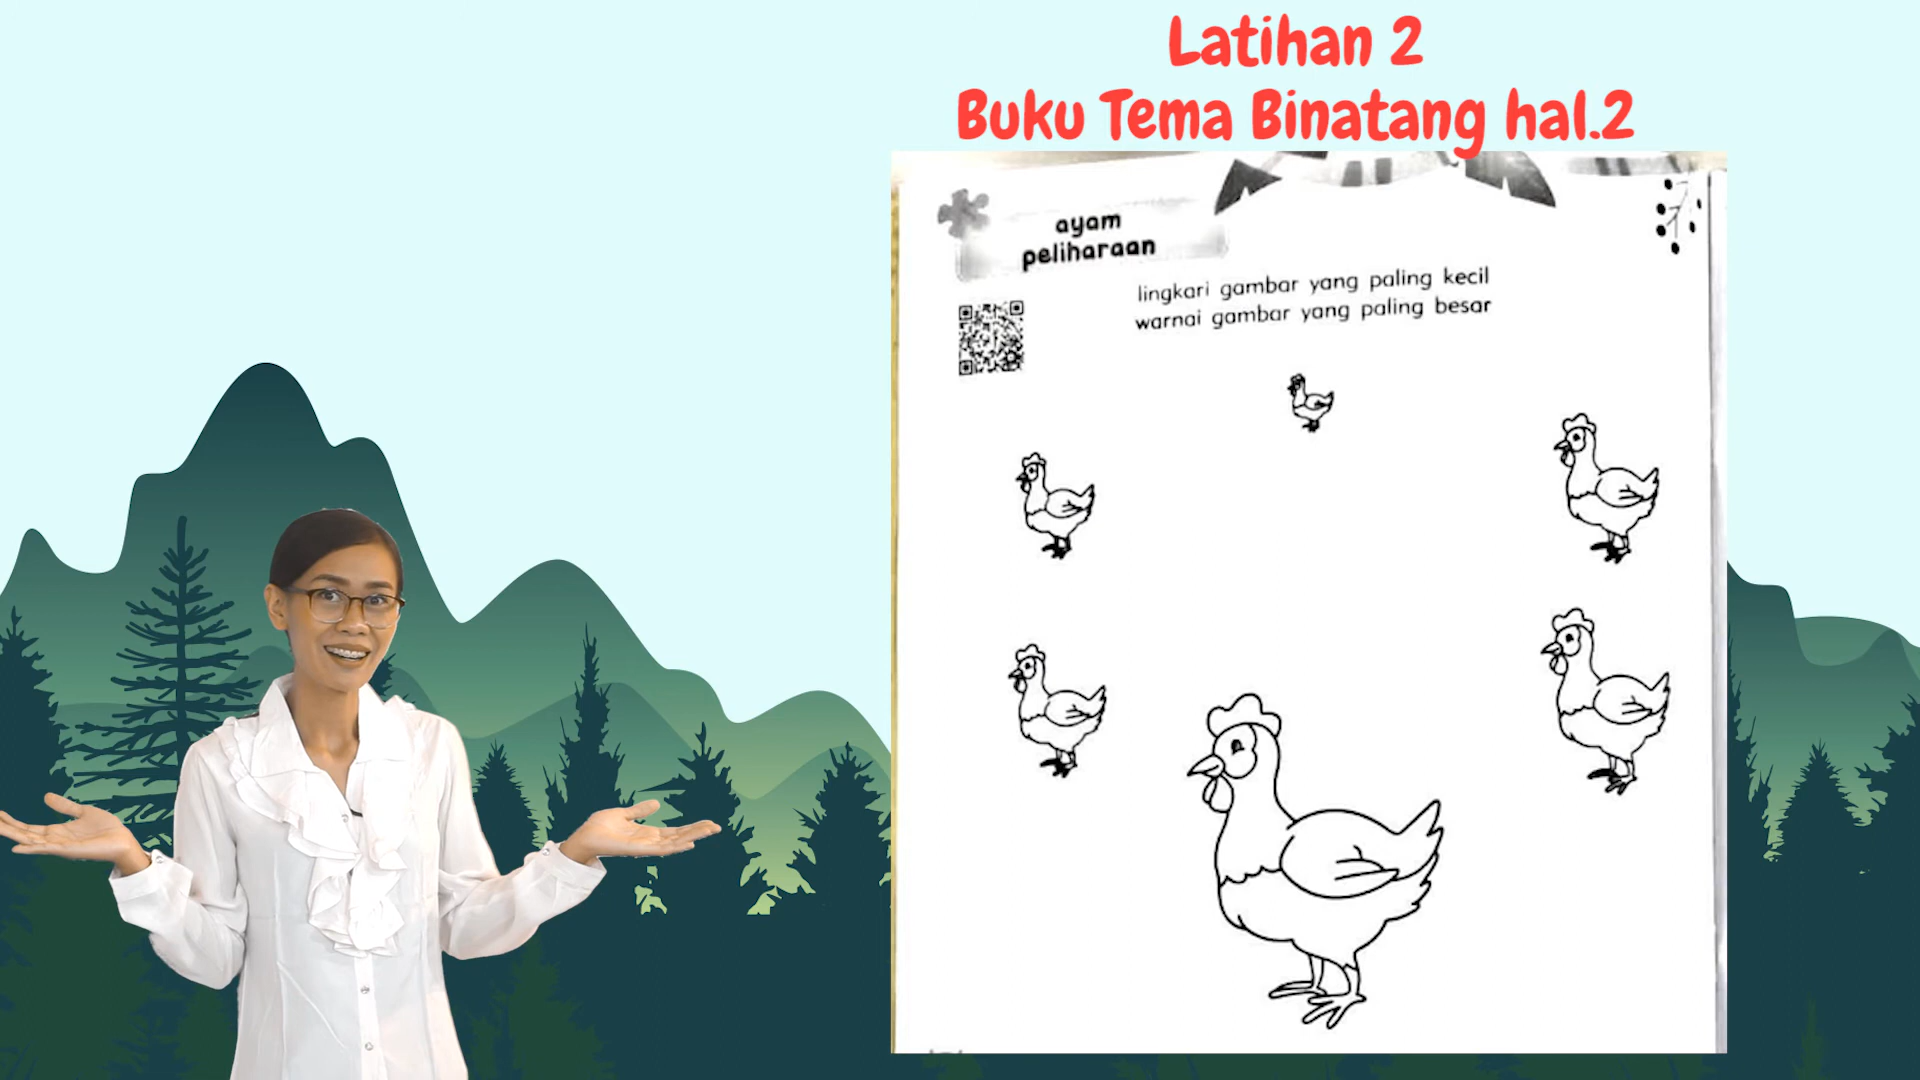 Latihan 2
Buku Tema Binatang hal.2
ayam
peliharaan
lingkari gambar yang paling kecil
warnai gambar yang paling besar